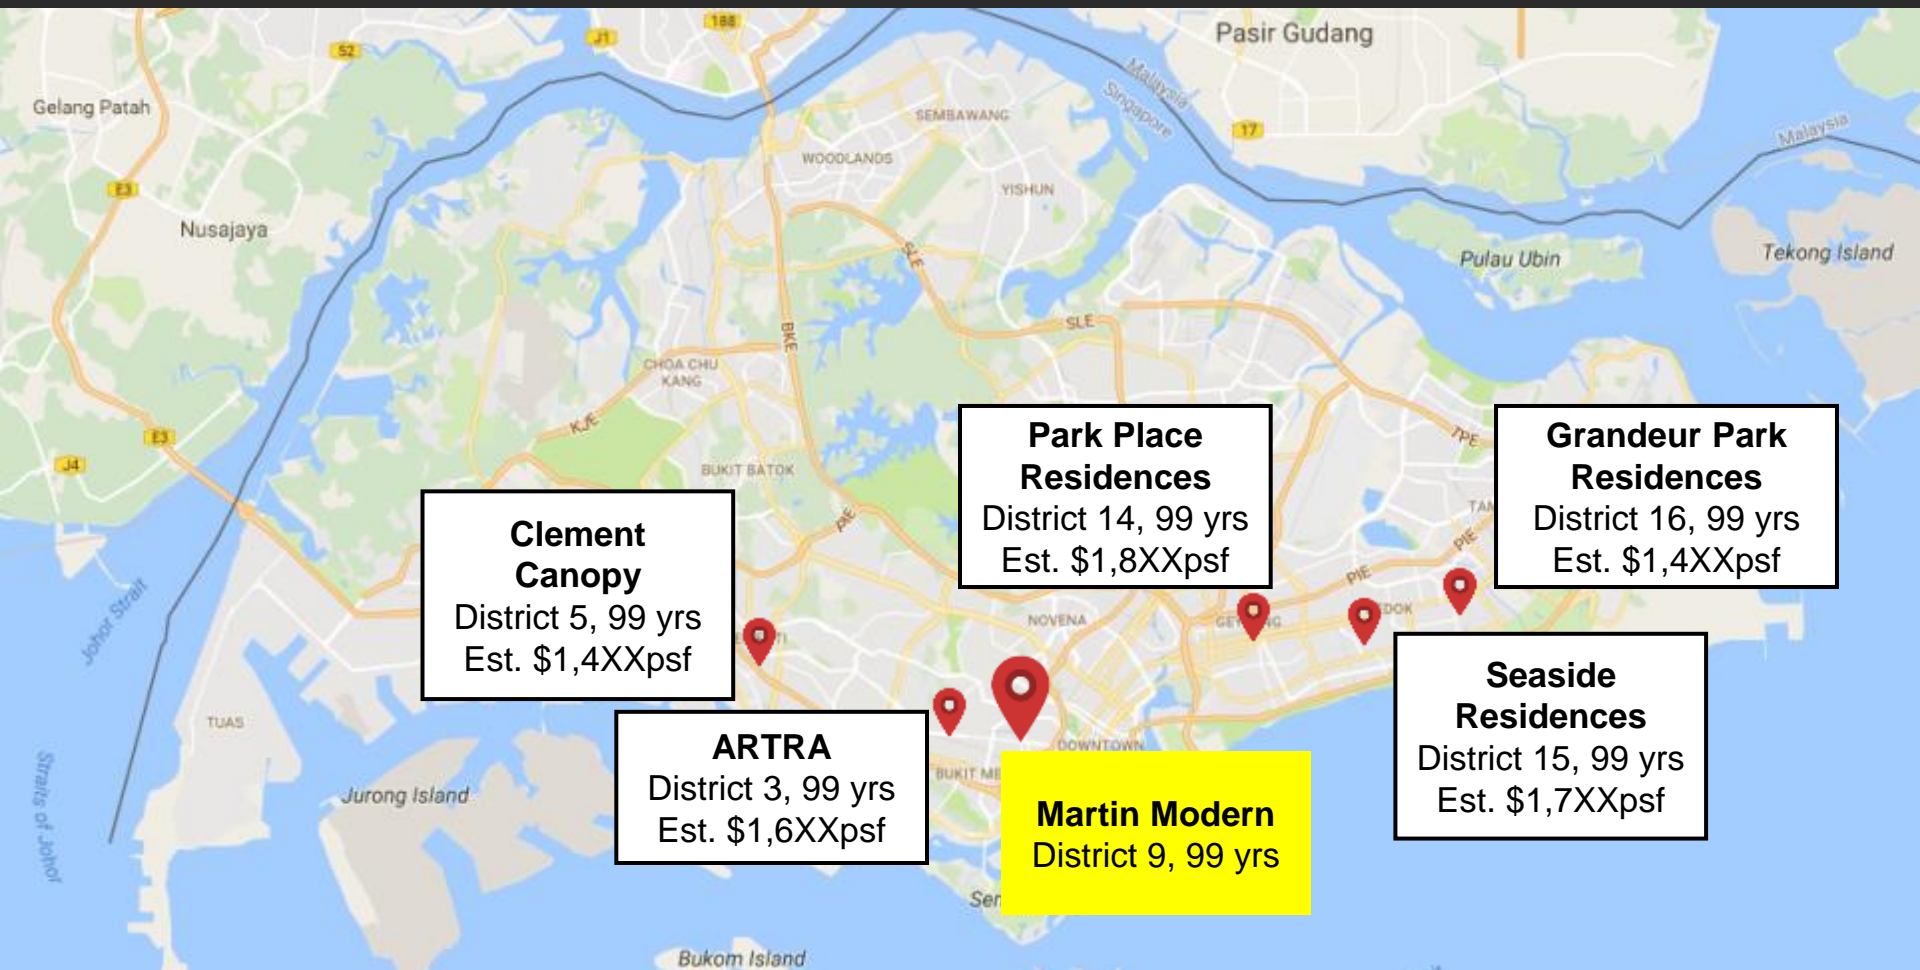 188
J1
52
Pasir Gudang
Gelang Patah
Malaysia
Singapore
SEMBAWANG
17
Malaysia
WOODLANDS
E3
YISHUN
Nusajaya
SLE
Pulau Ubin
Tekong Island
SLE
BKE
CHOA CHU
KANG
KJE
TPE
E3
J4
BUKIT BATOK
PIE
PIE
PIE
Park Place
Residences
District 14, 99 yrs
Est. $1,8XXpsf
Grandeur Park
Residences
District 16, 99 yrs
Est. $1,4XXpsf
Clement
Canopy
District 5, 99 yrs
Est. $1,4XXpsf
Johor Strait
NOVENA
Seaside
Residences
District 15, 99 yrs
Est. $1,7XXpsf
TUAS
ARTRA
District 3, 99 yrs
Est. $1,6XXpsf
DOWNTOWN
BUKIT
Martin Modern
District 9, 99 yrs
Straits of Johor
Jurong Island
Bukom Island